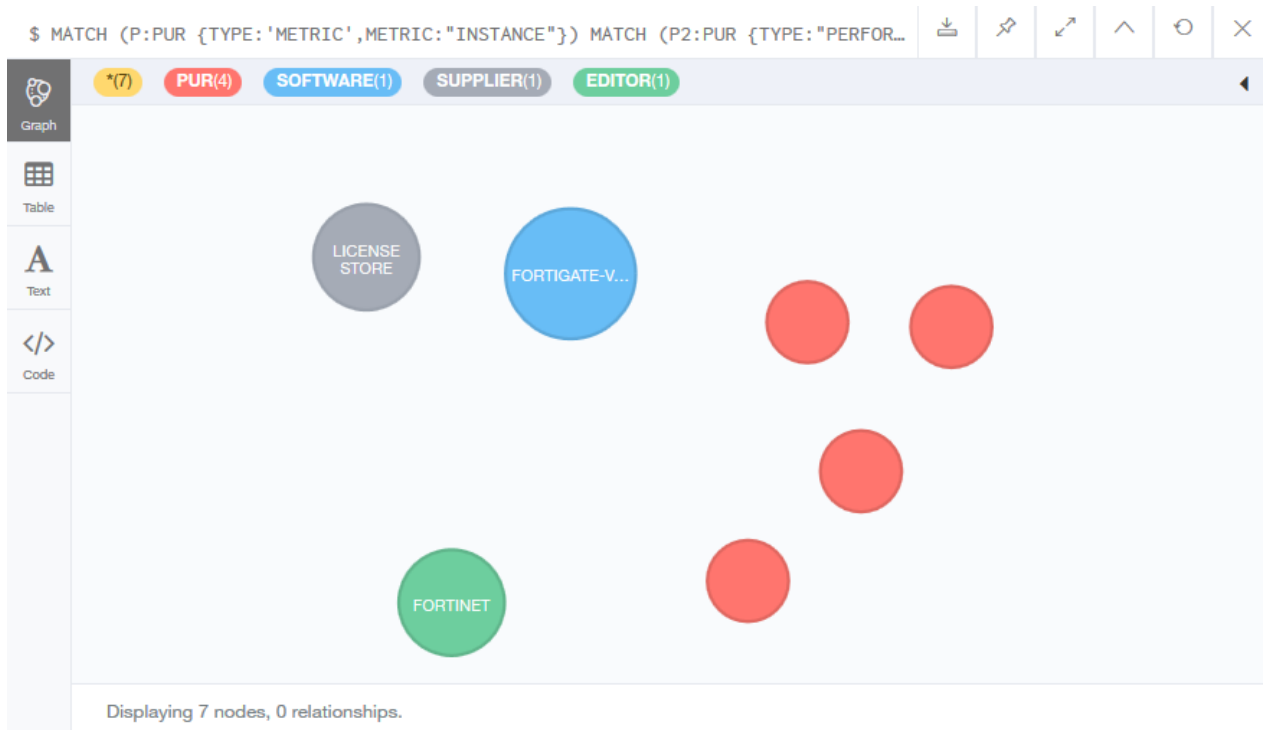 $ MATCH (P:PUR {TYPE:'METRIC',METRIC:"INSTANCE"}) MATCH (P2:PUR {TYPE:"PERFOR…
*(7) PUR(4) SOFTWARE(1) SUPPLIER(1) EDITOR(1)
Graph
Table
A
Text
</>
Code
LICENSE
STORE
FORTIGATE-V...
FORTINET
Displaying 7 nodes, 0 relationships.